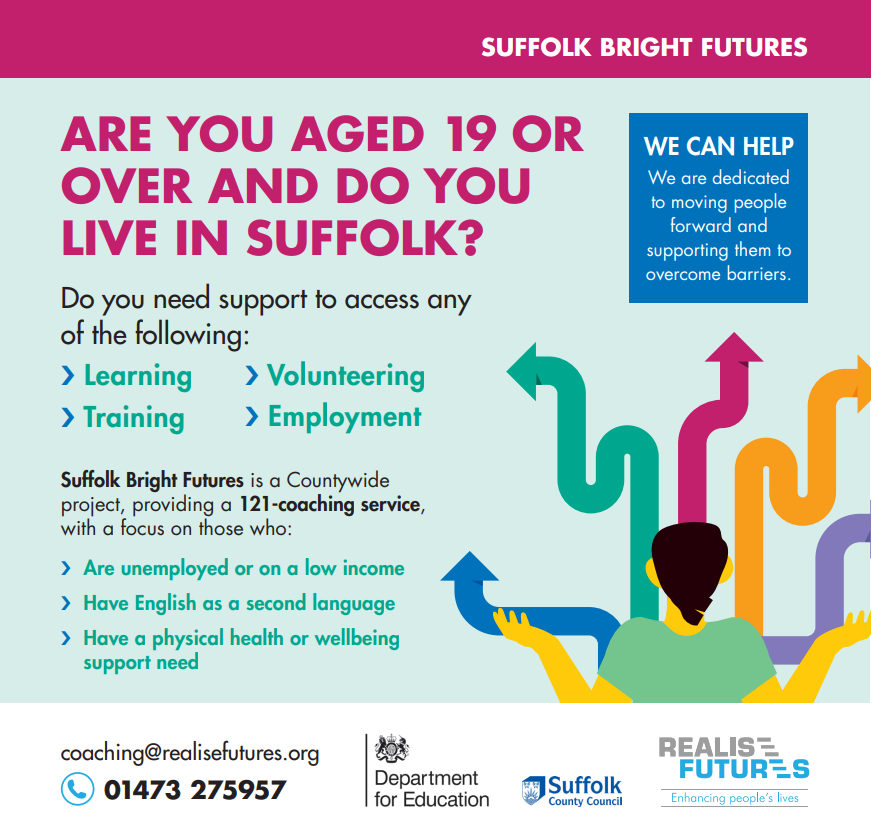 SUFFOLK BRIGHT FUTURES
ARE YOU AGED 19 OR
OVER AND DO YOU
LIVE IN SUFFOLK?
WE CAN HELP
We are dedicated
to moving people
forward and
supporting them to
overcome barriers.
Do you need support to access any
of the following:
Learning
Volunteering
Training
Employment
Suffolk Bright Futures is a Countywide
project, providing a 121-coaching service,
with a focus on those who:
Are unemployed or on a low income
Have English as a second language
Have a physical health or wellbeing
support need
coaching@realisefutures.org
01473 275957
Department
for Education
Suffolk
County Council
REALISE
FUTURES
Enhancing people's lives